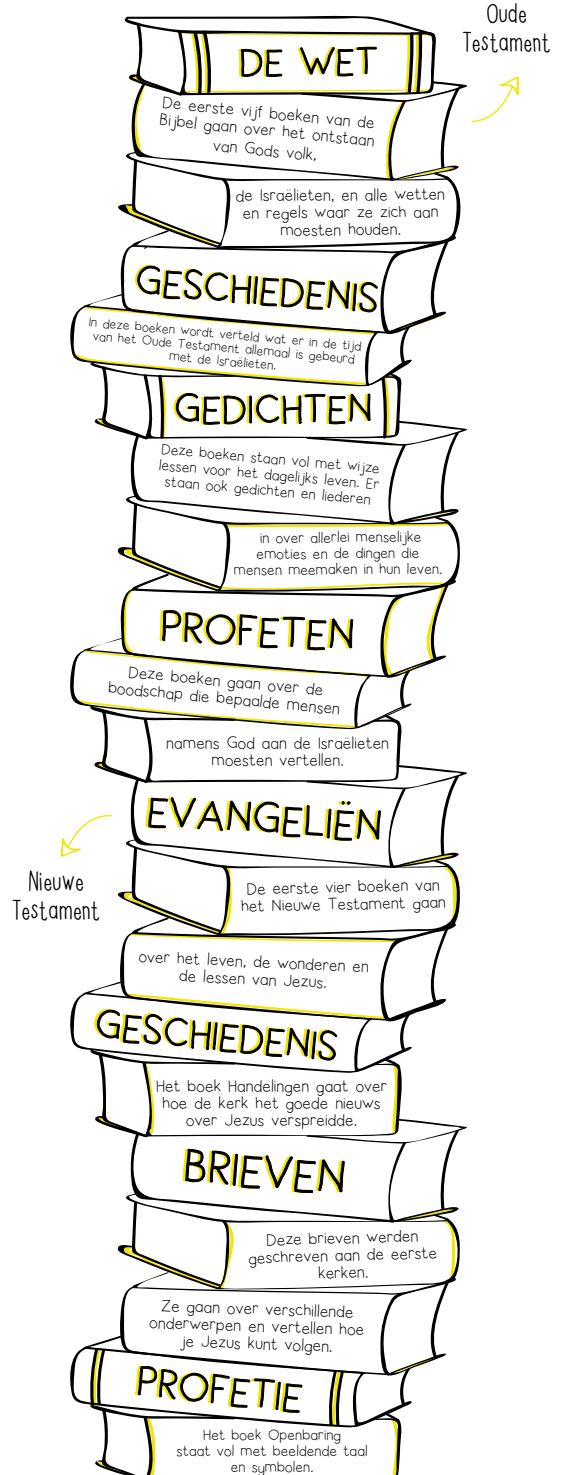 Oude
Testament
DE WET
De eerste vijf boeken van de
Bijbel gaan over het ontstaan
van Gods volk,
de Israëlieten, en alle wetten
en regels waar ze zich aan
moesten houden.
GESCHIEDENIS
In deze boeken wordt verteld wat er in de tijd
van het Oude Testament allemaal is gebeurd
met de Israëlieten.
GEDICHTEN
Deze boeken staan vol met wijze
lessen voor het dagelijks leven. Er
staan ook gedichten en liederen
in over allerlei menselijke
emoties en de dingen die
mensen meemaken in hun leven.
PROFETEN
Deze boeken gaan over de
boodschap die bepaalde mensen
namens God aan de Israëlieten
moesten vertellen.
EVANGELIËN
Nieuwe
Testament
De eerste vier boeken van
het Nieuwe Testament gaan
over het leven, de wonderen en
de lessen van Jezus.
GESCHIEDENIS
Het boek Handelingen gaat over
hoe de kerk het goede nieuws
over Jezus verspreidde.
BRIEVEN
Deze brieven werden
geschreven aan de eerste
kerken.
Ze gaan over verschillende
onderwerpen en vertellen hoe
je Jezus kunt volgen.
PROFETIE
Het boek Openbaring
staat vol met beeldende taal
en symbolen.